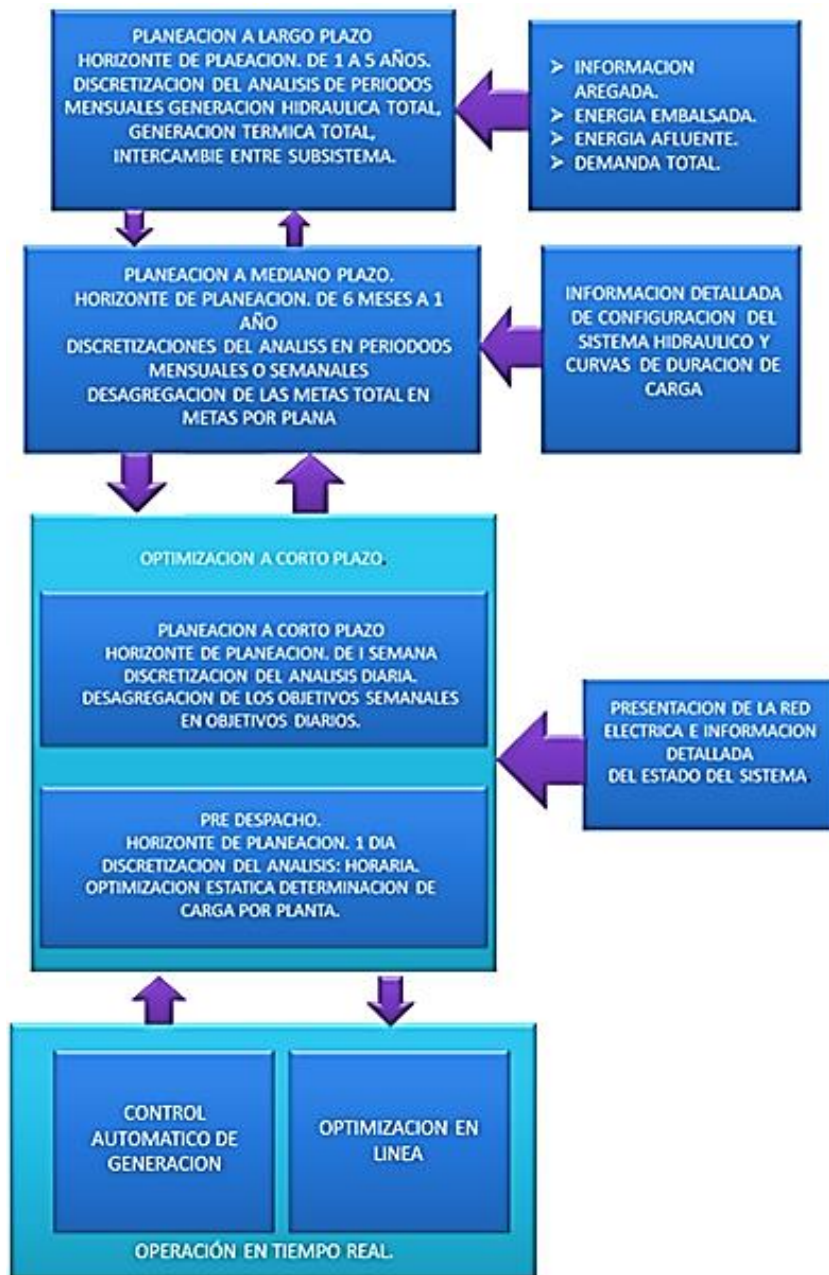 PLANEACION A LARGO PLAZO
HORIZONTE DE PLAEACION. DE 1 A 5 AÑOS.
DISCRETIZACION DEL ANALISIS DE PERIODOS
MENSUALES GENERACION HIDRAULICA TOTAL,
GENERACION TERMICA TOTAL,
INTERCAMBIE ENTRE SUBSISTEMA.
➢ INFORMACION
AREGADA.
➢ ENERGIA EMBALSADA.
➢ ENERGIA AFLUENTE.
➢ DEMANDA TOTAL.
PLANEACION A MEDIANO PLAZO.
HORIZONTE DE PLANEACION. DE 6 MESES A 1
AÑO
DISCRETIZACIONES DEL ANALISS EN PERIODODS
MENSUALES O SEMANALES
DESAGREGACION DE LAS METAS TOTAL EN
METAS POR PLANA
INFORMACION DETALLADA
DE CONFIGURACION DEL
SISTEMA HIDRAULICO Y
CURVAS DE DURACION DE
CARGA
OPTIMIZACION A CORTO PLAZO.
PLANEACION A CORTO PLAZO
HORIZONTE DE PLANEACION. DE I SEMANA
DISCRETIZACION DEL ANALISIS DIARIA.
DESAGREGACION DE LOS OBJETIVOS SEMANALES
EN OBJETIVOS DIARIOS.
PRESENTACION DE LA RED
ELECTRICA E INFORMACION
DETALLADA
DEL ESTADO DEL SISTEMA.
PRE DESPACHO.
HORIZONTE DE PLANEACION. 1 DIA
DISCRETIZACION DEL ANALISIS: HORARIA.
OPTIMIZACION ESTATICA DETERMINACION DE
CARGA POR PLANTA.
CONTROL
AUTOMATICO DE
GENERACION
OPTIMIZACION EN
LINEA
OPERACIÓN EN TIEMPO REAL.